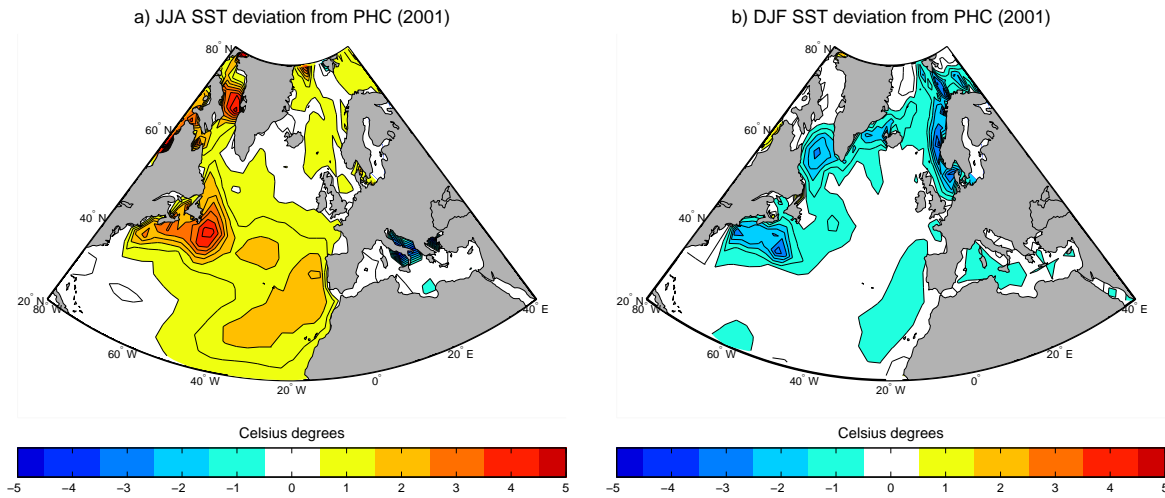 a) JJA SST deviation from PHC (2001)
80° N
60° N
40° N
20° N
80° W
60° W
40° W
20° W
0°
20° E
40° E
Celsius degrees
−5 −4 −3 −2 −1 0 1 2 3 4 5
b) DJF SST deviation from PHC (2001)
80° N
60° N
40° N
20° N
80° W
60° W
40° W
20° W
0°
20° E
40° E
Celsius degrees
−5 −4 −3 −2 −1 0 1 2 3 4 5